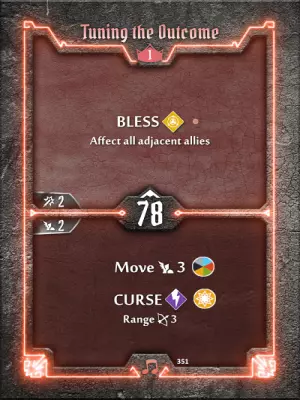 Tuning the Outcome
1
BLESS
Affect all adjacent allies
2
78
2
Move 3
CURSE
Range 3
351